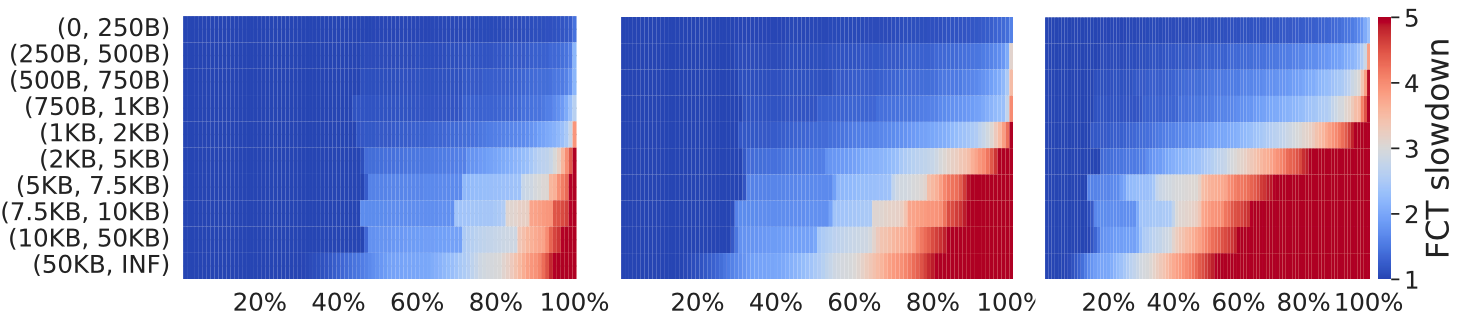 (0, 250B)
(250B, 500B)
(500B, 750B)
(750B, 1KB)
(1KB, 2KB)
(2KB, 5KB)
(5KB, 7.5KB)
(7.5KB, 10KB)
(10KB, 50KB)
(50KB, INF)
20% 40% 60% 80% 100%
20% 40% 60% 80% 100%
20% 40% 60% 80% 100%
5
4
3
2
1
FCT slowdown